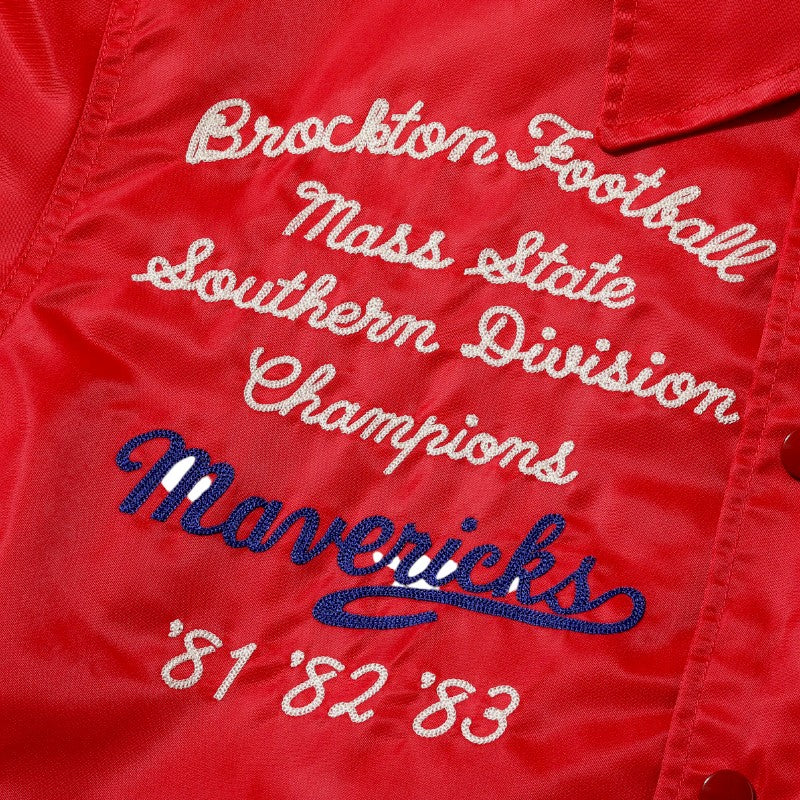 Brockton Football
Mass State
Southern Division
Champions
Mavericks
'81 '82 '83